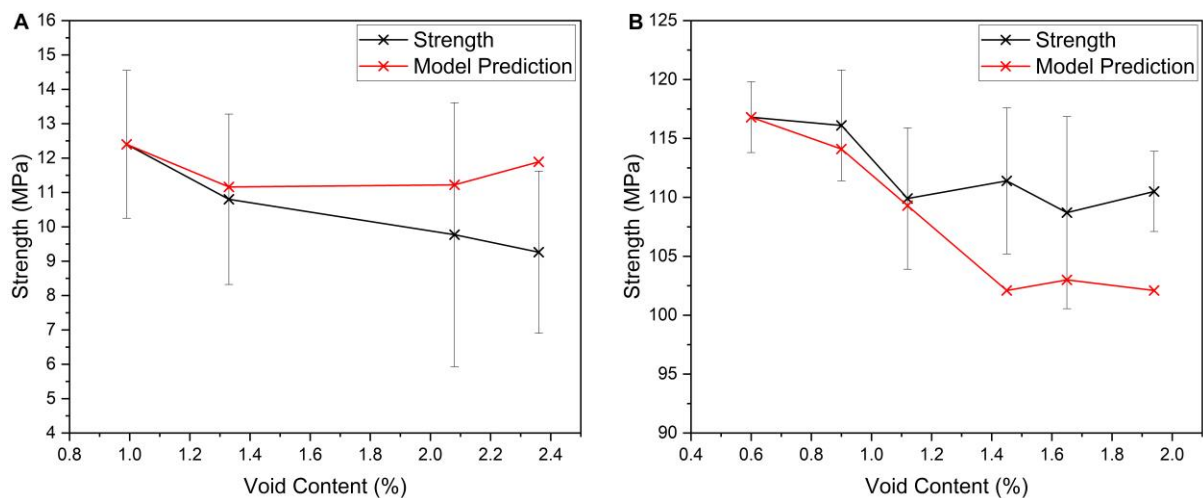 A
Strength
Model Prediction
Strength (MPa)
16
15
14
13
12
11
10
9
8
7
6
5
4
0.8 1.0 1.2 1.4 1.6 1.8 2.0 2.2 2.4
Void Content (%)
B
Strength
Model Prediction
Strength (MPa)
125
120
115
110
105
100
95
90
0.4 0.6 0.8 1.0 1.2 1.4 1.6 1.8 2.0
Void Content (%)